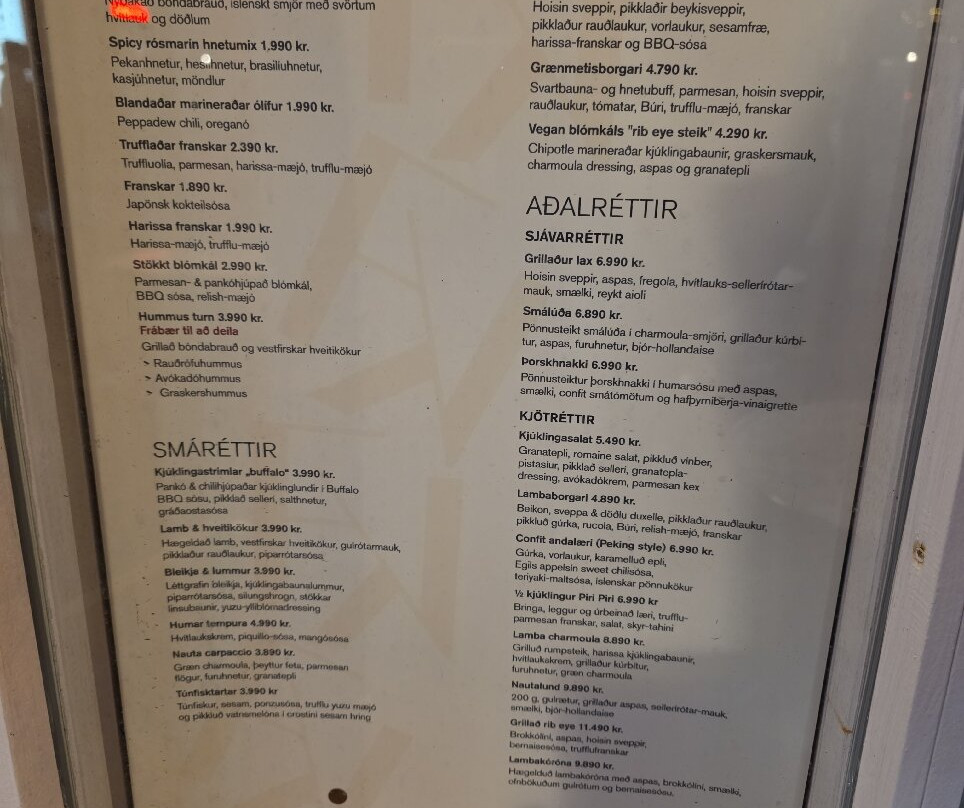 Nýbakað bóndabrauð, íslenskt smjör með svörtum
hvítlauk og döðlum
Spicy rósmarin hnetumix 1.990 kr.
Pekanhnetur, heslihnetur, brasilíuhnetur,
kasjúhnetur, möndlur
Blandaðar marineraðar ólífur 1.990 kr.
Peppadew chili, oreganó
Trufflaðar franskar 2.390 kr.
Truffluolía, parmesan, harissa-mæjó, trufflu-mæjó
Franskar 1.890 kr.
Japönsk kokteilsósa
Harissa franskar 1.990 kr.
Harissa-mæjó, trufflu-mæjó
Stökkt blómkál 2.990 kr.
Parmesan- & pankóhjúpað blómkál,
BBQ sósa, relish-mæjó
Hummus turn 3.990 kr.
Frábær til að deila
Grillað bóndabrauð og vestfirskar hveitikökur
> Rauðrófuhummus
> Avókadóhummus
> Graskershummus
SMÁRÉTTIR
Kjúklingastrimlar „buffalo" 3.990 kr.
Pankó & chilihjúpaðar kjúklinglundir í Buffalo
BBQ sósu, pikklað selleri, salthnetur,
gráðaostasósa
Lamb & hveitikökur 3.990 kr.
Hægeldað lamb, vestfirskar hveitikökur, gulrótarmauk,
pikklaður rauðlaukur, piparrótarsósa
Bleikja & lummur 3.990 kr.
Léttgrafin bleikja, kjúklingabaunalummur,
piparrótarsósa, silungshrogn, stökkar
linsubaunir, yuzu-ylliblómadressing
Humar tempura 4.990 kr.
Hvítlaukskrem, piquillo-sósa, mangósósa
Nauta carpaccio 3.890 kr.
Græn charmoula, þeyttur feta, parmesan
flögur, furuhnetur, granatepli
Túnfisktartar 3.990 kr
Túnfiskur, sesam, ponzusósa, trufflu yuzu mæjó
og pikkluð vatnsmelóna í crostini sesam hring
Hoisin sveppir, pikklaðir beykisveppir,
pikklaður rauðlaukur, vorlaukur, sesamfræ,
harissa-franskar og BBQ-sósa
Grænmetisborgari 4.790 kr.
Svartbauna- og hnetubuff, parmesan, hoisin sveppir,
rauðlaukur, tómatar, Búri, trufflu-mæjó, franskar
Vegan blómkáls "rib eye steik" 4.290 kr.
Chipotle marineraðar kjúklingabaunir, graskersmauk,
charmoula dressing, aspas og granatepli
AÐALRÉTTIR
SJÁVARRÉTTIR
Grillaður lax 6.990 kr.
Hoisin sveppir, aspas, fregola, hvítlauks-sellerírótar-
mauk, smælki, reykt aioli
Smálúða 6.890 kr.
Pönnusteikt smálúða í charmoula-smjöri, grillaður kúrbí-
tur, aspas, furuhnetur, bjór-hollandaise
Þorskhnakki 6.990 kr.
Pönnusteiktur þorskhnakki í humarsósu með aspas,
smælki, confit smátómötum og hafþyrniberja-vinaigrette
KJÖTRÉTTIR
Kjúklingasalat 5.490 kr.
Granatepli, romaine salat, pikkluð vínber,
pistasíur, pikklað selleri, granatepla-
dressing, avókadókrem, parmesan kex
Lambaborgari 4.890 kr.
Beikon, sveppa & döðlu duxelle, pikklaður rauðlaukur,
pikkluð gúrka, rucola, Búri, relish-mæjó, franskar
Confit andalæri (Peking style) 6.990 kr.
Gúrka, vorlaukur, karamelluð epli,
Egils appelsín sweet chilisósa,
teriyaki-maltsósa, íslenskar pönnukökur
½ kjúklingur Piri Piri 6.990 kr
Bringa, leggur og úrbeinað læri, trufflu-
parmesan franskar, salat, skyr-tahini
Lamba charmoula 8.890 kr.
Grilluð rumpsteik, harissa kjúklingabaunir,
hvítlaukskrem, grillaður kúrbítur,
furuhnetur, græn charmoula
Nautalund 9.890 kr.
200 g, gulrætur, grillaður aspas, sellerírótar-mauk,
smælki, bjór-hollandaise
Grillað rib eye 11.490 kr.
Brokkólíni, aspas, hoisin sveppir,
bernaisesósa, trufflufranskar
Lambakóróna 9.890 kr.
Hægelduð lambakóróna með aspas, brokkólíni, smælki,
ofnbökuðum gulrótum og bernaisesósu.